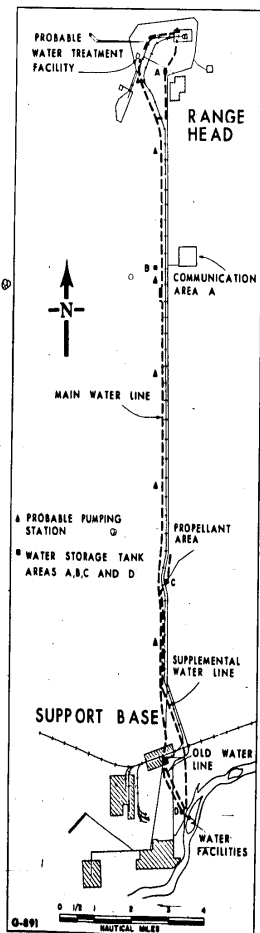 PROBABLE
WATER TREATMENT
FACILITY
A
RANGE
HEAD
B
COMMUNICATION
AREA A
N
MAIN WATER LINE
PROBABLE PUMPING
STATION
WATER STORAGE TANK
AREAS A,B,C AND D
PROPELLANT
AREA
C
SUPPLEMENTAL
WATER LINE
SUPPORT BASE
OLD WATER
LINE
D
WATER
FACILITIES
0 1/2 1 2 3 4
NAUTICAL MILES
G-891